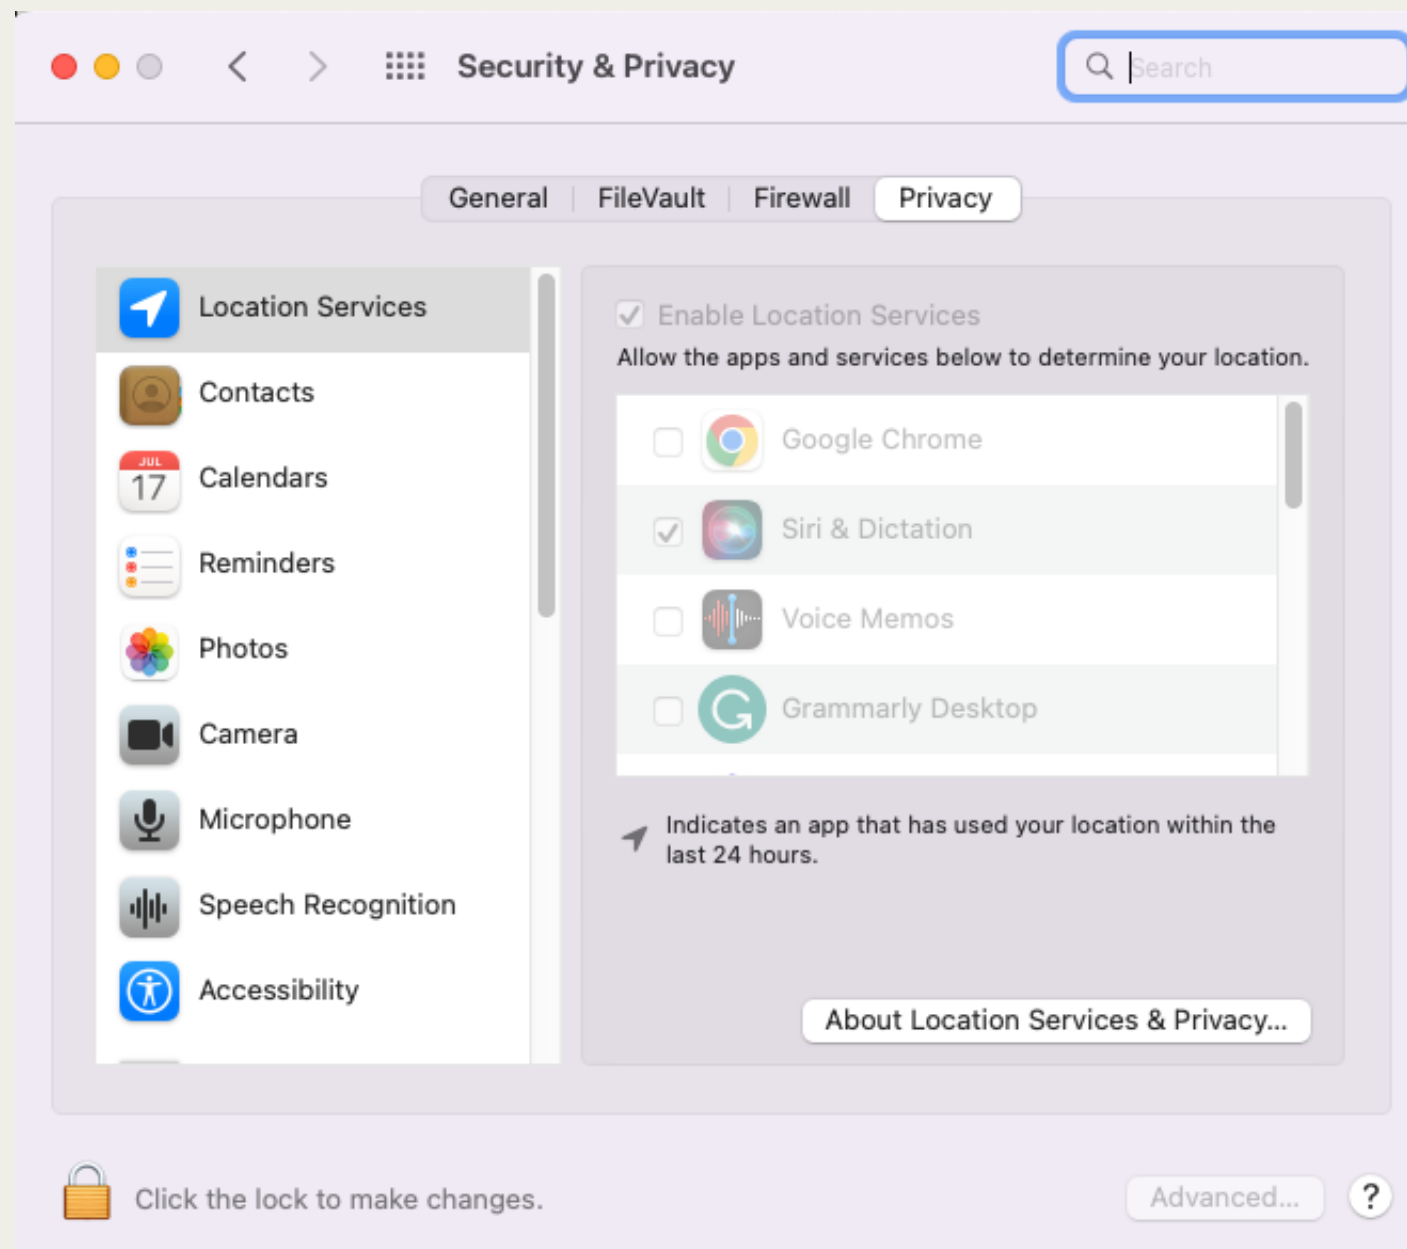 Security & Privacy
Search
General FileVault Firewall Privacy
Location Services
Contacts
JUL
17
Calendars
Reminders
Photos
Camera
Microphone
Speech Recognition
Accessibility
Enable Location Services
Allow the apps and services below to determine your location.
Google Chrome
Siri & Dictation
Voice Memos
Grammarly Desktop
Indicates an app that has used your location within the
last 24 hours.
About Location Services & Privacy...
Click the lock to make changes.
Advanced...
?